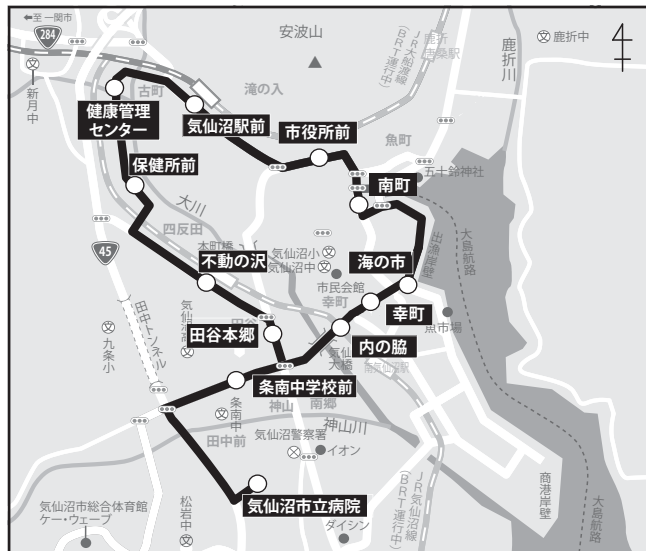 ←至 一関市
284
安波山
鹿折川
鹿折中
新月中
古町
滝の入
JR大船渡線
(BRT運行中)
鹿折
唐桑駅
健康管理
センター
気仙沼駅前
市役所前
魚町
保健所前
南町
五十鈴神社
大川
四反田
本町橋
気仙沼小
気仙沼中
出漁岸壁
大島航路
45
不動の沢
海の市
市民会館
幸町
幸町
田中トンネル
九条小
田谷本郷
内の脇
魚市場
気仙沼
大橋
南気仙沼駅
条南中学校前
条南中
神山
南郷
神山川
田中前
気仙沼警察署
イオン
JR気仙沼線
(BRT運行中)
商港岸壁
気仙沼市立病院
気仙沼市総合体育館
ケー・ウェーブ
松岩中
ダイシン
大島航路